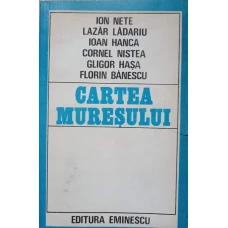 ION NETE
LAZĂR LĂDARIU
IOAN HANCA
CORNEL NISTEA
GLIGOR HAȘA
FLORIN BĂNESCU
CARTEA
MUREȘULUI
EDITURA EMINESCU